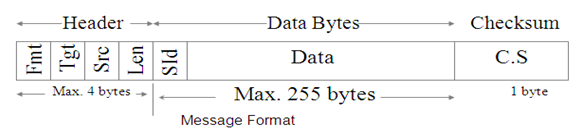 Header Data Bytes Checksum
Fmt Tgt Src Len SId Data C.S
Max. 4 bytes Max. 255 bytes 1 byte
Message Format